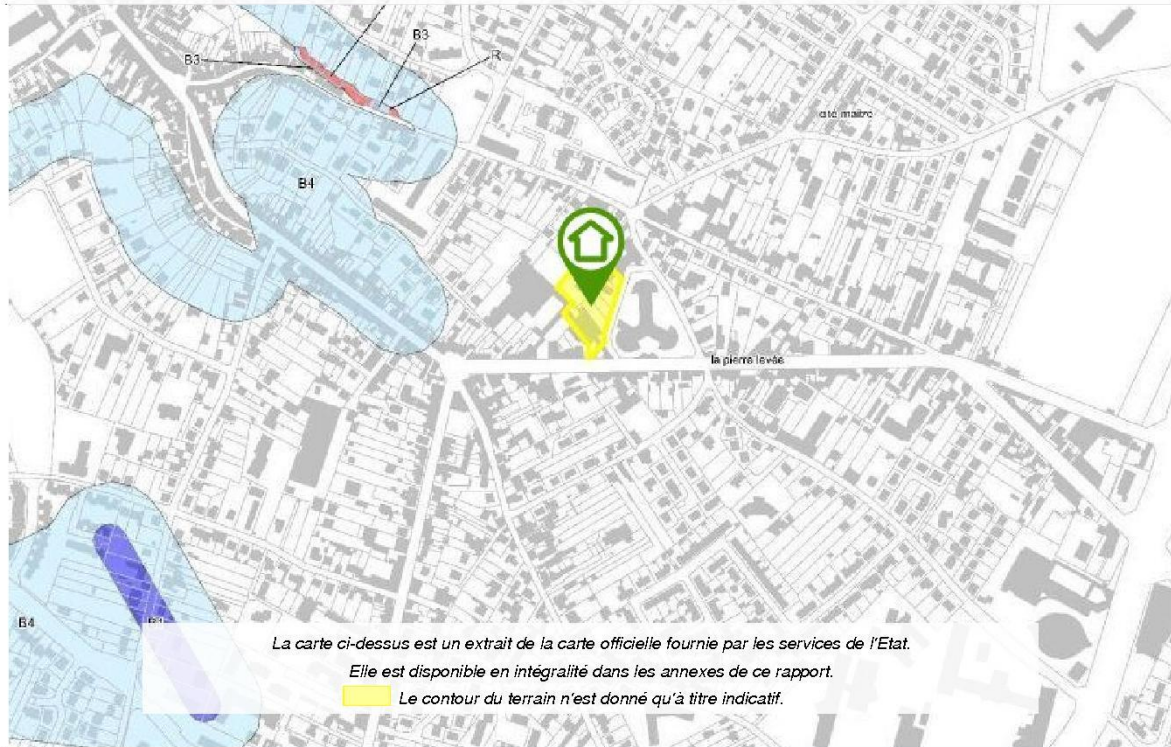 B3
B3
R
cité maître
B4
la pierre levée
B4
B1
La carte ci-dessus est un extrait de la carte officielle fournie par les services de l'Etat.
Elle est disponible en intégralité dans les annexes de ce rapport.
Le contour du terrain n'est donné qu'à titre indicatif.